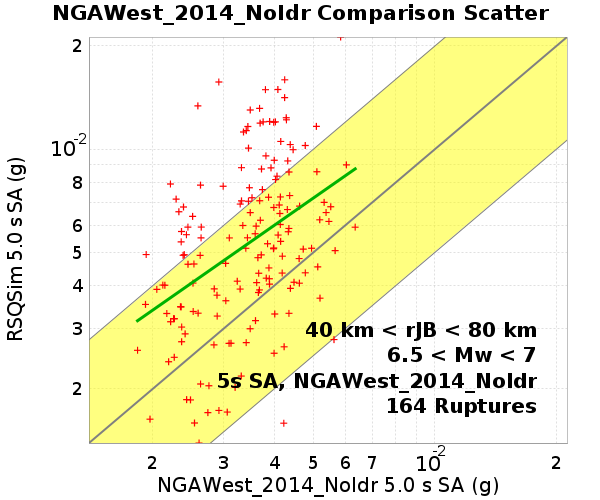 NGAWest_2014_NoIdr Comparison Scatter
RSQSim 5.0 s SA (g)
2
10-2
8
6
5
4
3
2
40 km < rJB < 80 km
6.5 < Mw < 7
5s SA, NGAWest_2014_NoIdr
164 Ruptures
2 3 4 5 6 7 10-2 2
NGAWest_2014_NoIdr 5.0 s SA (g)